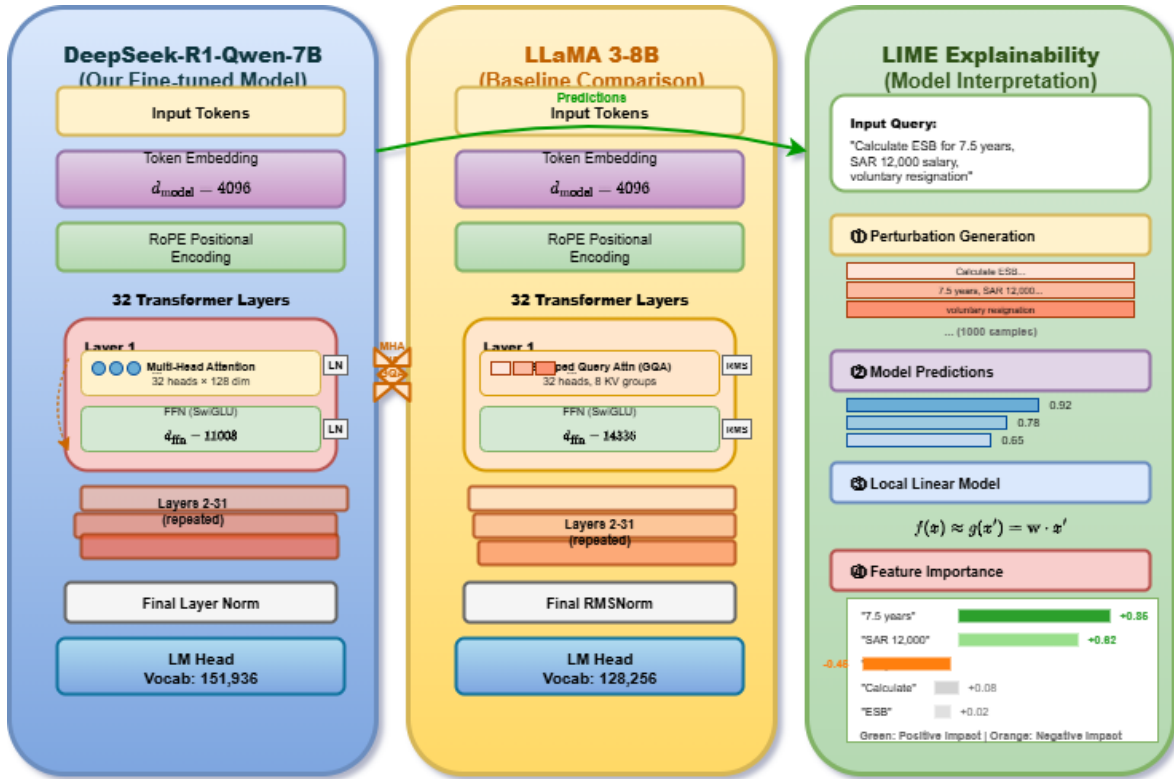 DeepSeek-R1-Qwen-7B
(Our Fine-tuned Model)
Input Tokens
Token Embedding
d_model = 4096
RoPE Positional
Encoding
32 Transformer Layers
Layer 1
Multi-Head Attention
32 heads × 128 dim
LN
FFN (SwiGLU)
d_ffn = 11008
LN
Layers 2-31
(repeated)
Final Layer Norm
LM Head
Vocab: 151,936
MHA
GQA
LLaMA 3-8B
(Baseline Comparison)
Predictions
Input Tokens
Token Embedding
d_model = 4096
RoPE Positional
Encoding
32 Transformer Layers
Layer 1
Query Attn (GQA)
32 heads, 8 KV groups
RMS
FFN (SwiGLU)
d_ffn = 14336
RMS
Layers 2-31
(repeated)
Final RMSNorm
LM Head
Vocab: 128,256
LIME Explainability
(Model Interpretation)
Input Query:
"Calculate ESB for 7.5 years,
SAR 12,000 salary,
voluntary resignation"
① Perturbation Generation
Calculate ESB...
7.5 years, SAR 12,000...
voluntary resignation
... (1000 samples)
② Model Predictions
0.92
0.78
0.65
③ Local Linear Model
f(x) ≈ g(x′) = w · x′
④ Feature Importance
"7.5 years" +0.85
"SAR 12,000" +0.62
-0.45
"Calculate" +0.08
"ESB" +0.02
Green: Positive Impact | Orange: Negative Impact